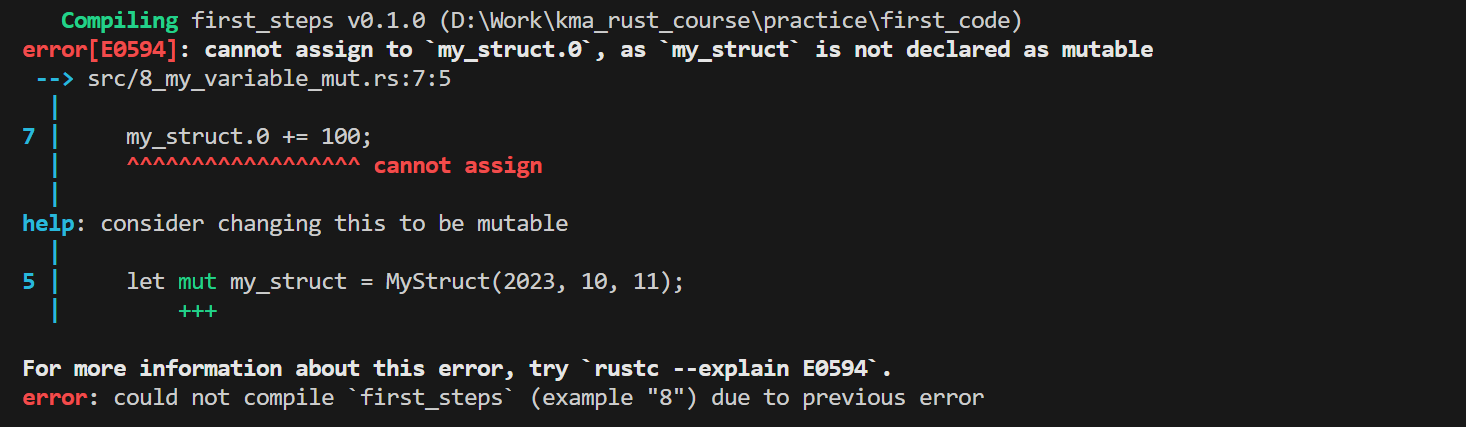 Compiling first_steps v0.1.0 (D:\Work\kma_rust_course\practice\first_code)
error[E0594]: cannot assign to `my_struct.0`, as `my_struct` is not declared as mutable
 --> src/8_my_variable_mut.rs:7:5
  |
7 |     my_struct.0 += 100;
  |     ^^^^^^^^^^^^^^^^^^ cannot assign
  |
help: consider changing this to be mutable
  |
5 |     let mut my_struct = MyStruct(2023, 10, 11);
  |         +++
For more information about this error, try `rustc --explain E0594`.
error: could not compile `first_steps` (example "8") due to previous error